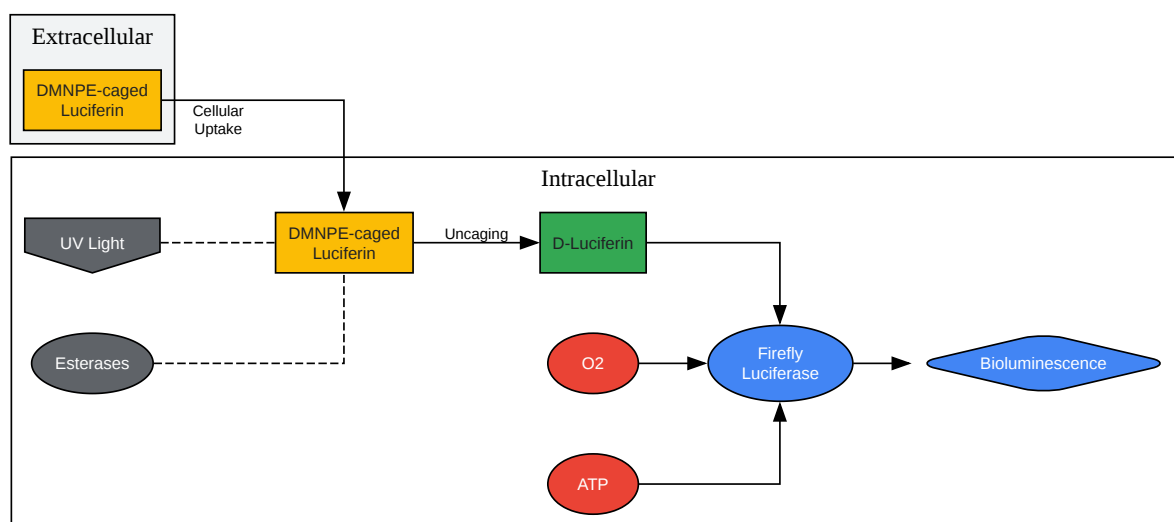 Extracellular
DMNPE-caged
Luciferin
Cellular
Uptake
Intracellular
UV Light
DMNPE-caged
Luciferin
Uncaging
D-Luciferin
Esterases
O2
Firefly
Luciferase
Bioluminescence
ATP